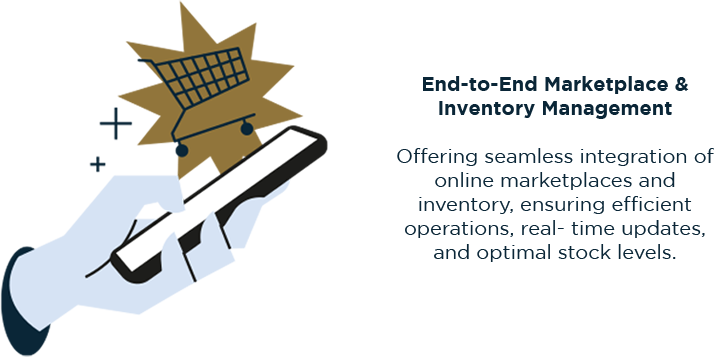 End-to-End Marketplace &
Inventory Management
Offering seamless integration of
online marketplaces and
inventory, ensuring efficient
operations, real- time updates,
and optimal stock levels.